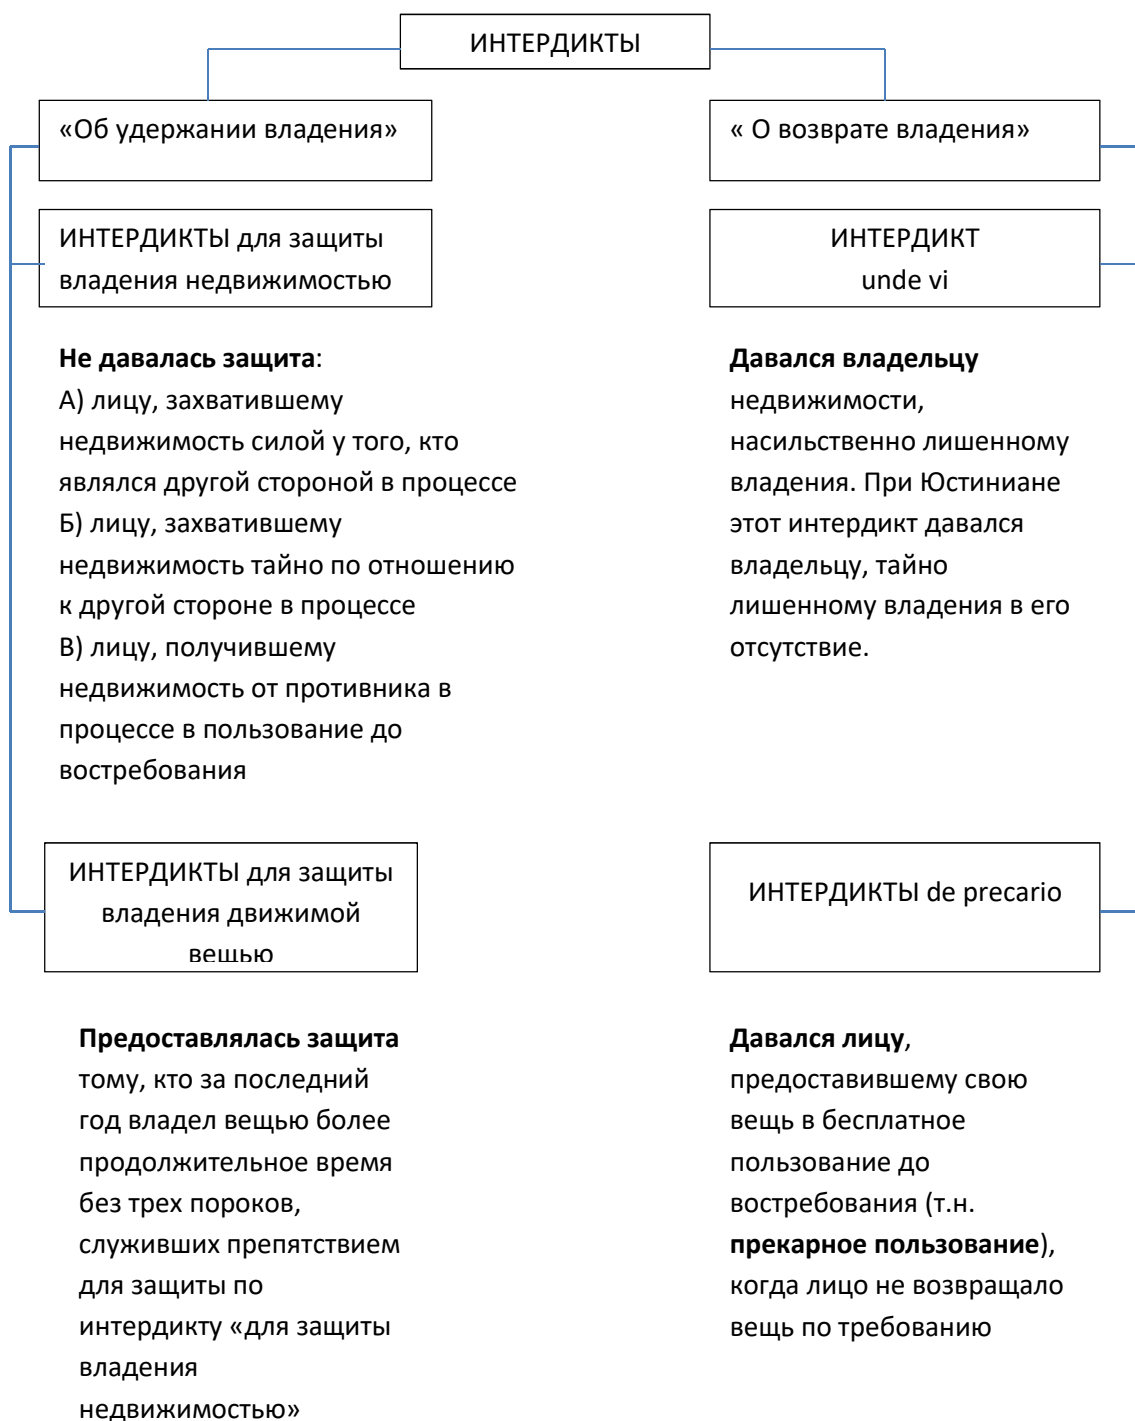 ИНТЕРДИКТЫ
«Об удержании владения»
« О возврате владения»
ИНТЕРДИКТЫ для защиты
владения недвижимостью
ИНТЕРДИКТ
unde vi
Не давалась защита:
А) лицу, захватившему
недвижимость силой у того, кто
являлся другой стороной в процессе
Б) лицу, захватившему
недвижимость тайно по отношению
к другой стороне в процессе
В) лицу, получившему
недвижимость от противника в
процессе в пользование до
востребования
Давался владельцу
недвижимости,
насильственно лишенному
владения. При Юстиниане
этот интердикт давался
владельцу, тайно
лишенному владения в его
отсутствие.
ИНТЕРДИКТЫ для защиты
владения движимой
вещью
ИНТЕРДИКТЫ de precario
Предоставлялась защита
тому, кто за последний
год владел вещью более
продолжительное время
без трех пороков,
служивших препятствием
для защиты по
интердикту «для защиты
владения
недвижимостью»
Давался лицу,
предоставившему свою
вещь в бесплатное
пользование до
востребования (т.н.
прекарное пользование),
когда лицо не возвращало
вещь по требованию